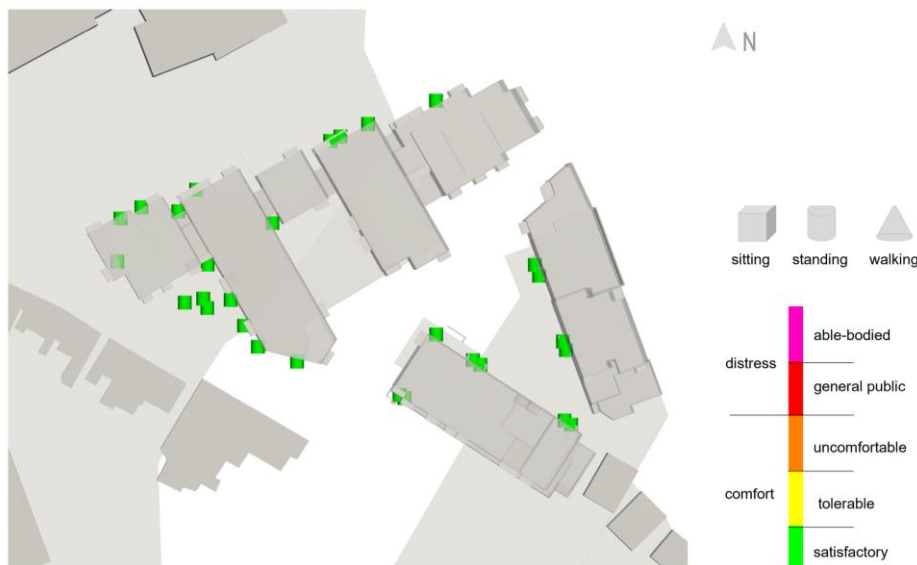 N
sitting standing walking
able-bodied
distress
general public
uncomfortable
comfort
tolerable
satisfactory